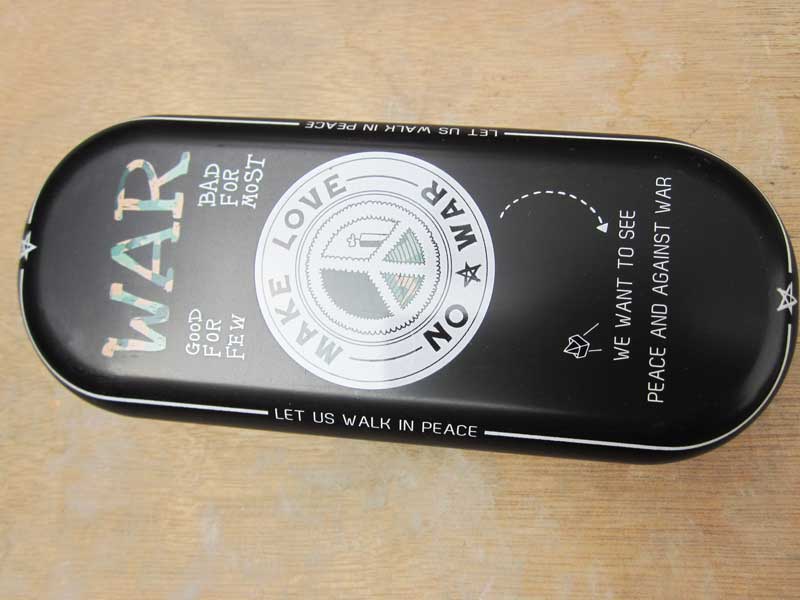 WAR
GOOD FOR FEW
BAD FOR MOST
MAKE LOVE
NO WAR
WE WANT TO SEE
PEACE AND AGAINST WAR
LET US WALK IN PEACE
LET US WALK IN PEACE